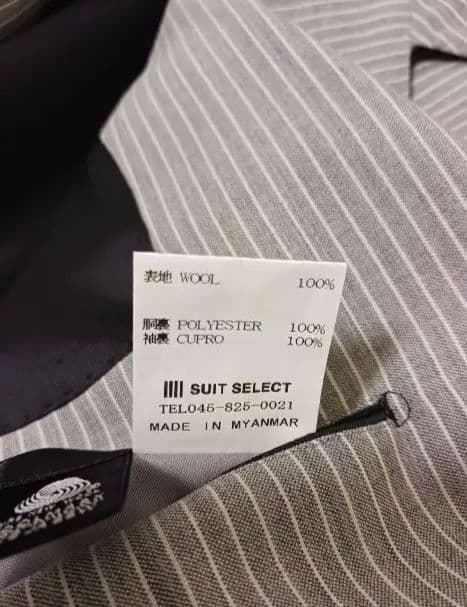 表地 WOOL 100%
胴裏 POLYESTER 100%
袖裏 CUPRO 100%
SUIT SELECT
TEL045-825-0021
MADE IN MYANMAR